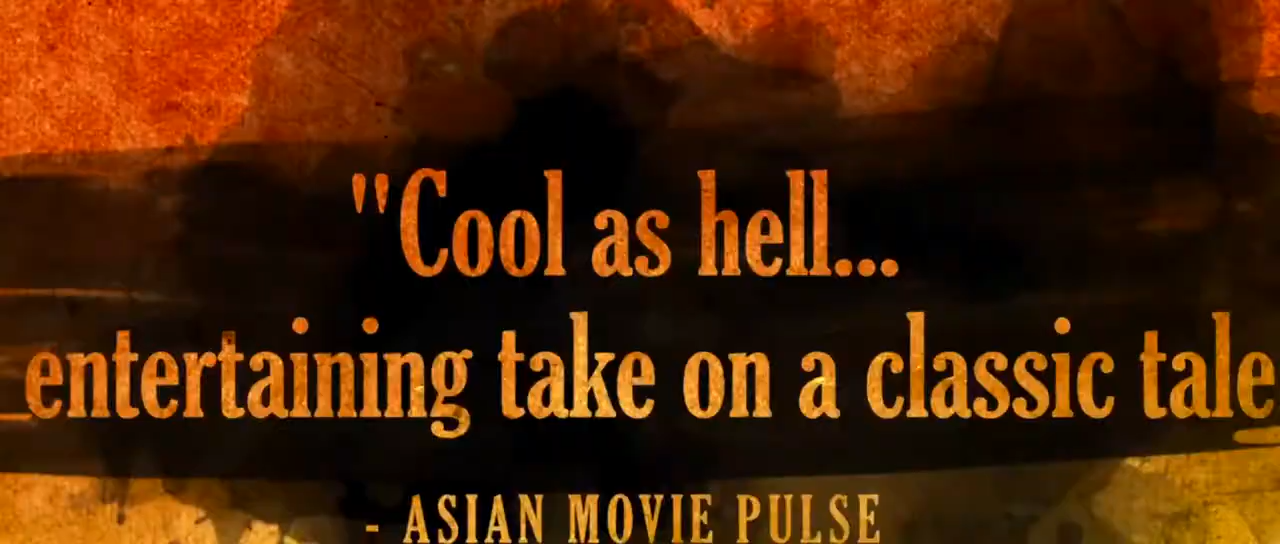 "Cool as hell...
entertaining take on a classic tale
- ASIAN MOVIE PULSE